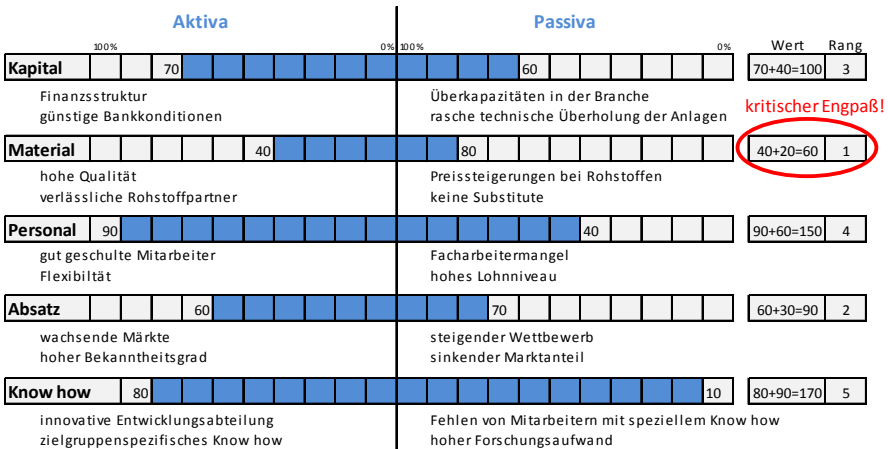 Aktiva Passiva
100% 0% 100% 0% Wert Rang
Kapital 70 60 70+40=100 3
Finanzsstruktur Überkapazitäten in der Branche
günstige Bankkonditionen rasche technische Überholung der Anlagen
kritischer Engpaß!
Material 40 80 40+20=60 1
hohe Qualität Preissteigerungen bei Rohstoffen
verlässliche Rohstoffpartner keine Substitute
Personal 90 40 90+60=150 4
gut geschulte Mitarbeiter Facharbeitermangel
Flexibiltät hohes Lohnniveau
Absatz 60 70 60+30=90 2
wachsende Märkte steigender Wettbewerb
hoher Bekanntheitsgrad sinkender Marktanteil
Know how 80 10 80+90=170 5
innovative Entwicklungsabteilung Fehlen von Mitarbeitern mit speziellem Know how
zielgruppenspezifisches Know how hoher Forschungsaufwand